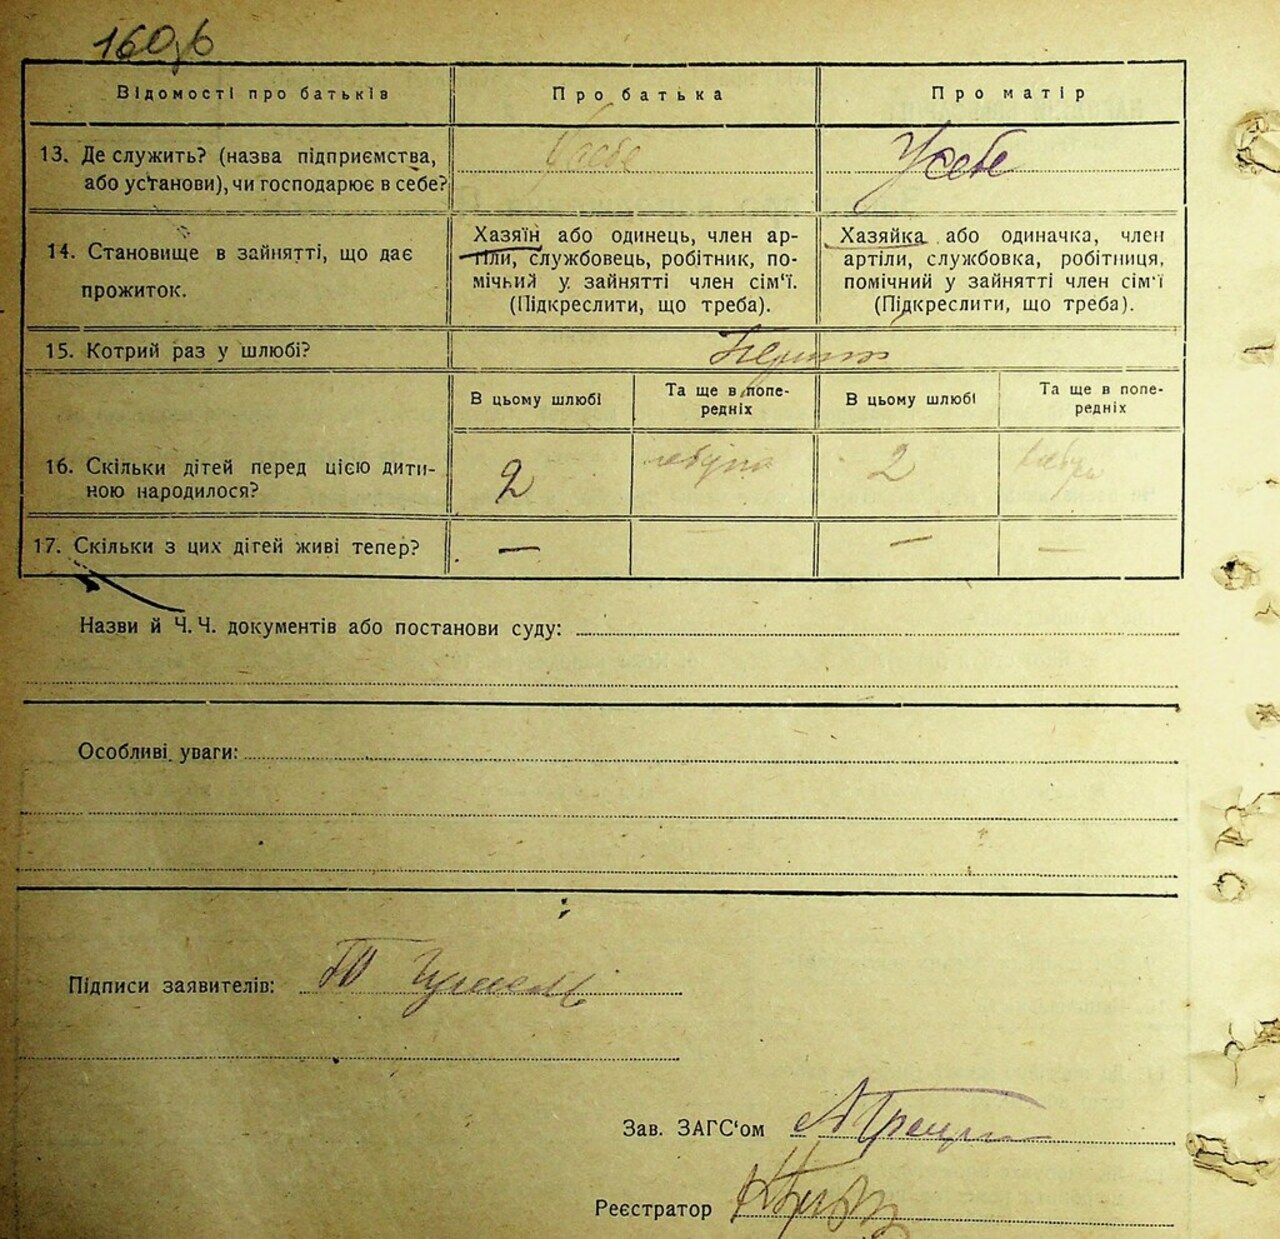 160
Відомості про батьків
Про батька
Про матір
13. Де служить? (назва підприємства,
або установи), чи господарює в себе?
У себе
У себе
14. Становище в зайнятті, що дає
прожиток.
Хазяїн або одинець, член ар-
тіли, службовець, робітник, по-
мічний у зайнятті член сім‘ї.
(Підкреслити, що треба).
Хазяйка або одиначка, член
артіли, службовка, робітниця,
помічний у зайнятті член сім‘ї
(Підкреслити, що треба).
15. Котрий раз у шлюбі?
В цьому шлюбі
Та ще в попе-
редніх
В цьому шлюбі
Та ще в попе-
редніх
16. Скільки дітей перед цією дити-
ною народилося?
2
2
17. Скільки з цих дітей живі тепер?
—
—
—
Назви й Ч.Ч. документів або постанови суду:
Особливі уваги:
Підписи заявителів:
Зав. ЗАГС‘ом
Реєстратор